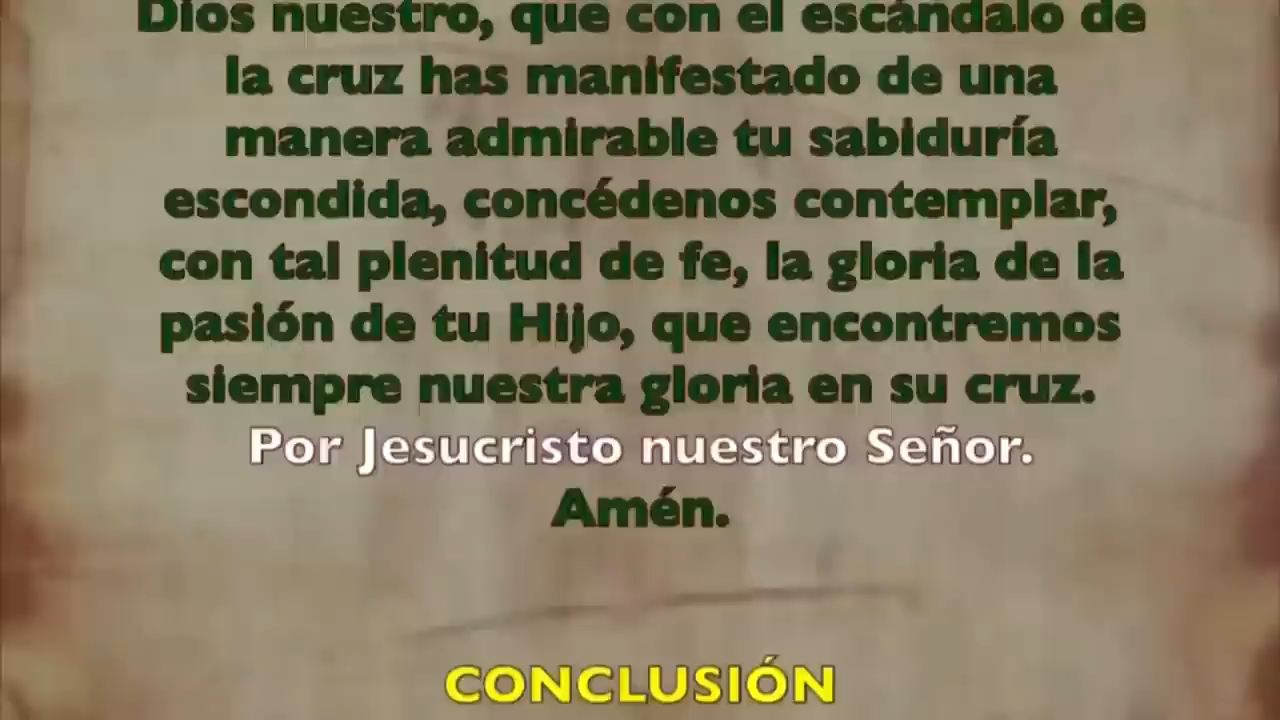 Dios nuestro, que con el escándalo de
la cruz has manifestado de una
manera admirable tu sabiduría
escondida, concédenos contemplar,
con tal plenitud de fe, la gloria de la
pasión de tu Hijo, que encontremos
siempre nuestra gloria en su cruz.
Por Jesucristo nuestro Señor.
Amén.
CONCLUSIÓN